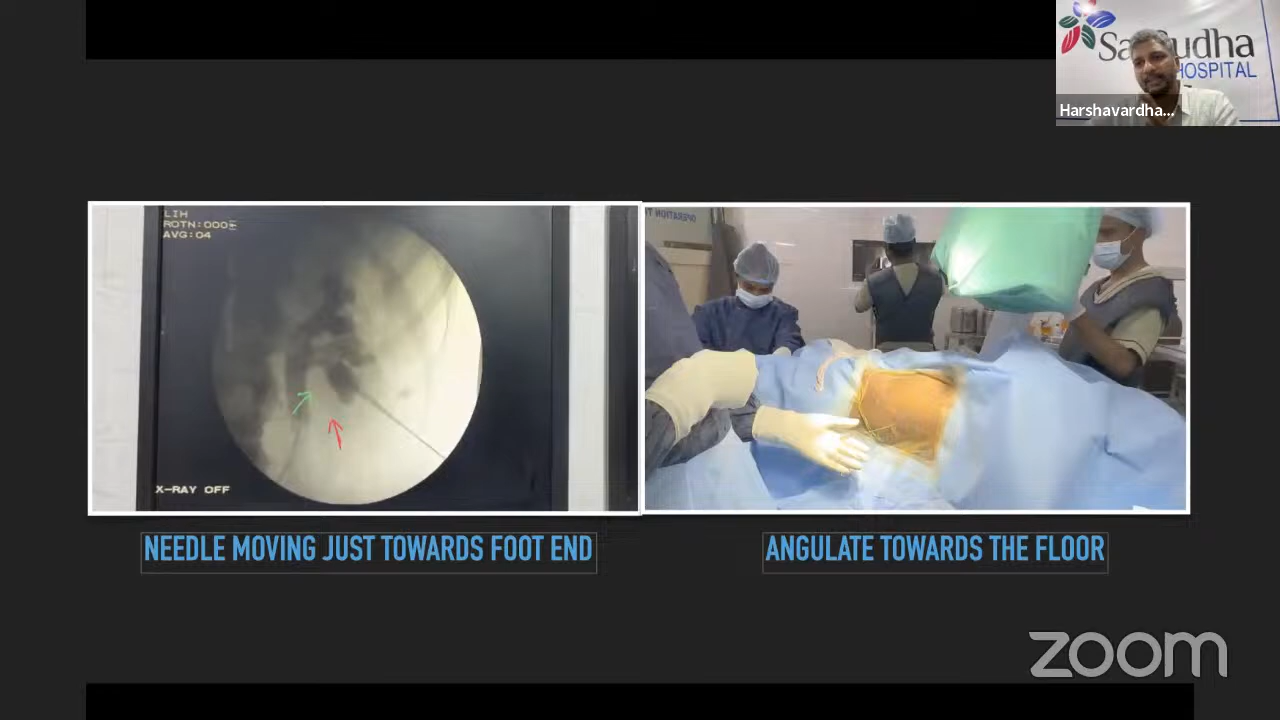 SaiSudha
HOSPITAL
Harshavardha...
LIH
ROTN:000
AVG:04
X-RAY OFF
NEEDLE MOVING JUST TOWARDS FOOT END
ANGULATE TOWARDS THE FLOOR
zoom